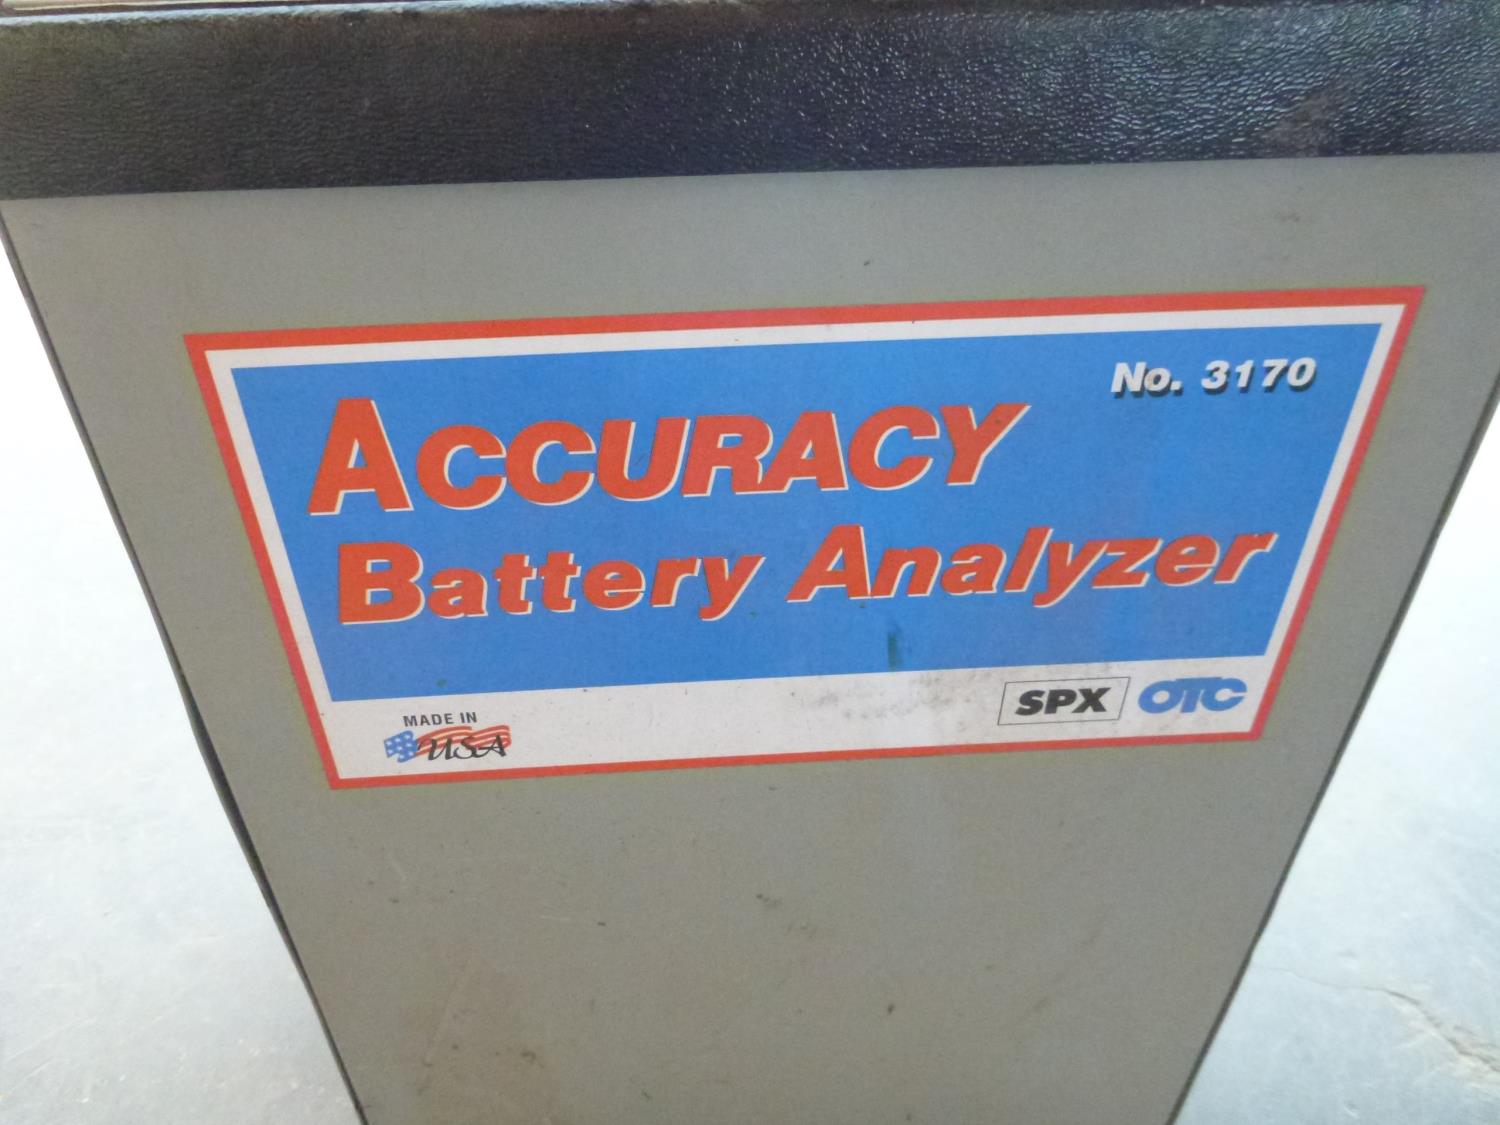 No. 3170
ACCURACY
Battery Analyzer
MADE IN
USA
SPX OTC